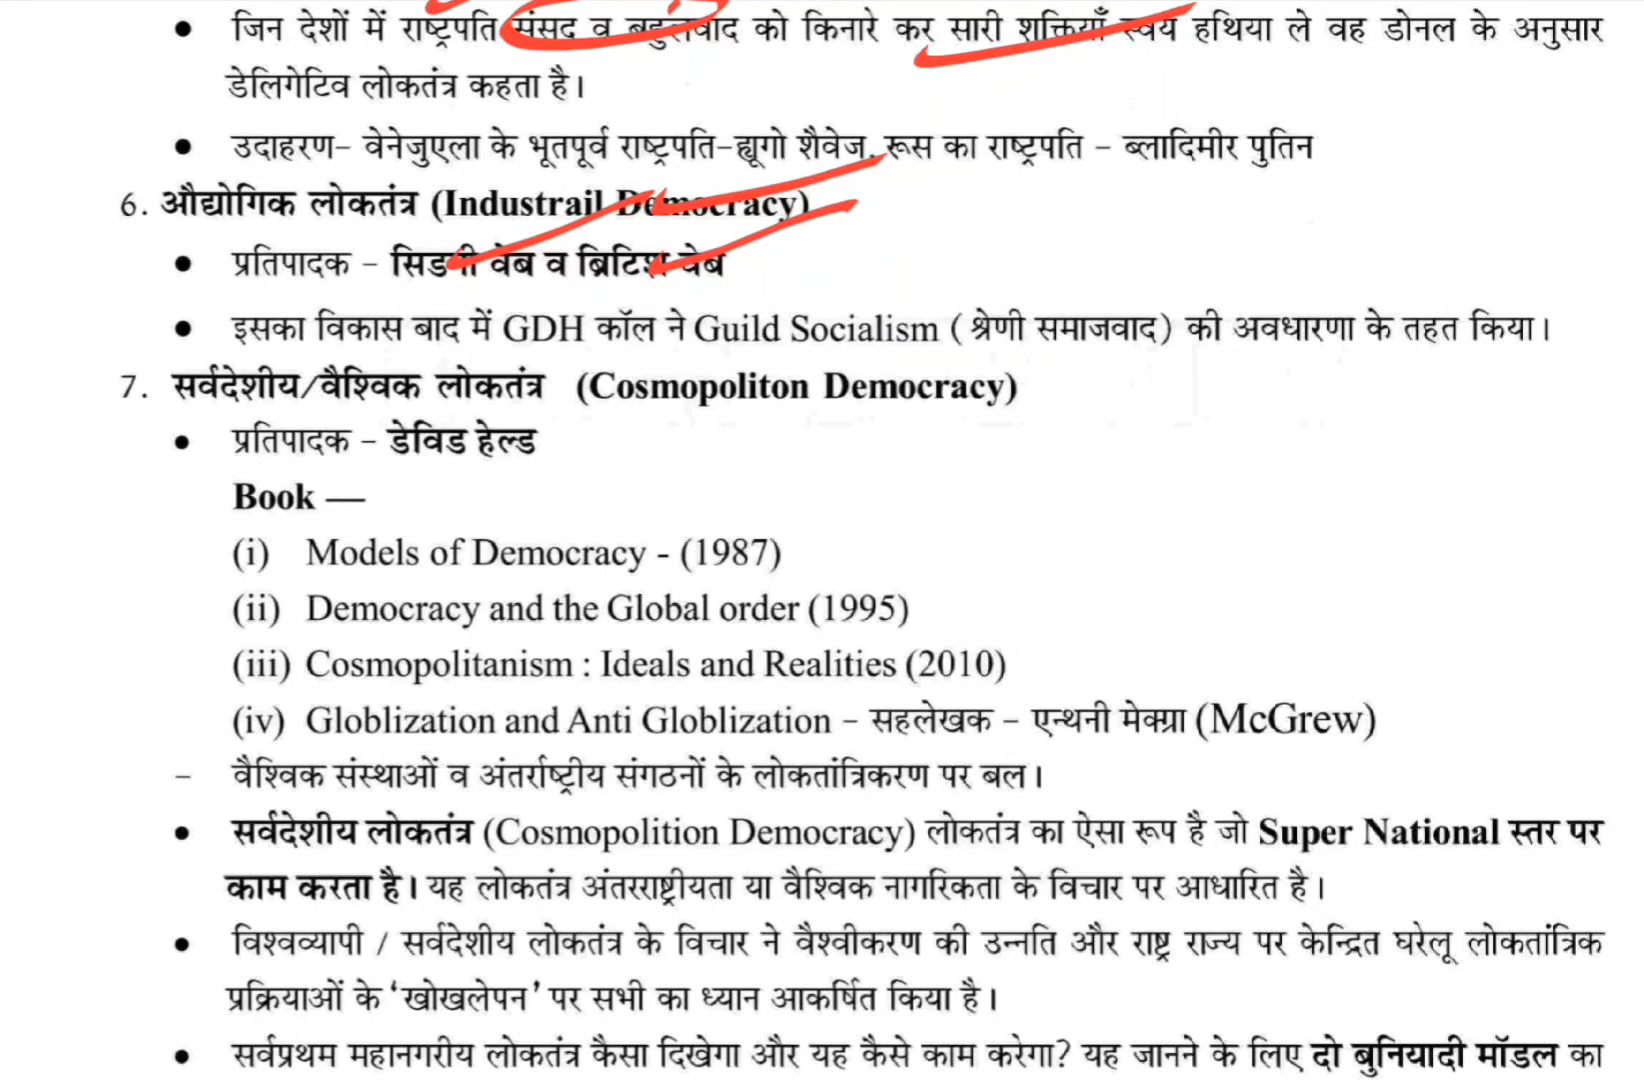 • जिन देशों में राष्ट्रपति संसद व बहुलवाद को किनारे कर सारी शक्तियाँ स्वयं हथिया ले वह डोनल के अनुसार
डेलिगेटिव लोकतंत्र कहता है।
• उदाहरण– वेनेजुएला के भूतपूर्व राष्ट्रपति–ह्यूगो शैवेज, रूस का राष्ट्रपति – ब्लादिमीर पुतिन
6. औद्योगिक लोकतंत्र (Industrail Democracy)
• प्रतिपादक – सिडनी वेब व ब्रिटिश वेब
• इसका विकास बाद में GDH कॉल ने Guild Socialism ( श्रेणी समाजवाद) की अवधारणा के तहत किया।
7. सर्वदेशीय/वैश्विक लोकतंत्र (Cosmopoliton Democracy)
• प्रतिपादक – डेविड हेल्ड
Book —
(i) Models of Democracy - (1987)
(ii) Democracy and the Global order (1995)
(iii) Cosmopolitanism : Ideals and Realities (2010)
(iv) Globlization and Anti Globlization – सहलेखक – एन्थनी मेक्ग्रा (McGrew)
– वैश्विक संस्थाओं व अंतर्राष्ट्रीय संगठनों के लोकतांत्रिकरण पर बल।
• सर्वदेशीय लोकतंत्र (Cosmopolition Democracy) लोकतंत्र का ऐसा रूप है जो Super National स्तर पर
काम करता है। यह लोकतंत्र अंतरराष्ट्रीयता या वैश्विक नागरिकता के विचार पर आधारित है।
• विश्वव्यापी / सर्वदेशीय लोकतंत्र के विचार ने वैश्वीकरण की उन्नति और राष्ट्र राज्य पर केन्द्रित घरेलू लोकतांत्रिक
प्रक्रियाओं के ‘खोखलेपन’ पर सभी का ध्यान आकर्षित किया है।
• सर्वप्रथम महानगरीय लोकतंत्र कैसा दिखेगा और यह कैसे काम करेगा? यह जानने के लिए दो बुनियादी मॉडल का